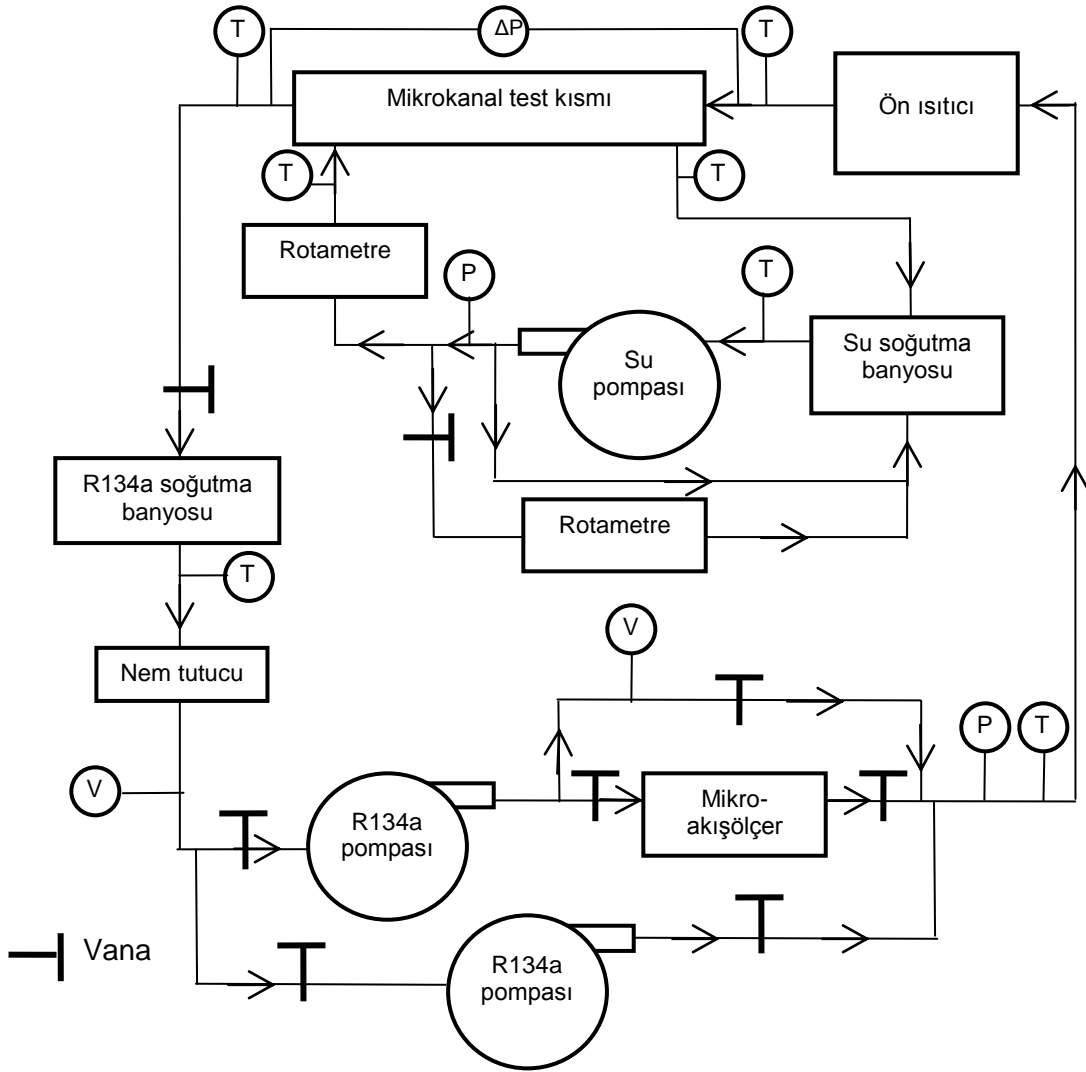 T
ΔP
T
Mikrokanal test kısmı
Ön ısıtıcı
T
T
Rotametre
P
T
Su
pompası
Su soğutma
banyosu
R134a soğutma
banyosu
Rotametre
T
V
Nem tutucu
P
T
V
R134a
pompası
Mikro-
akışölçer
Vana
R134a
pompası